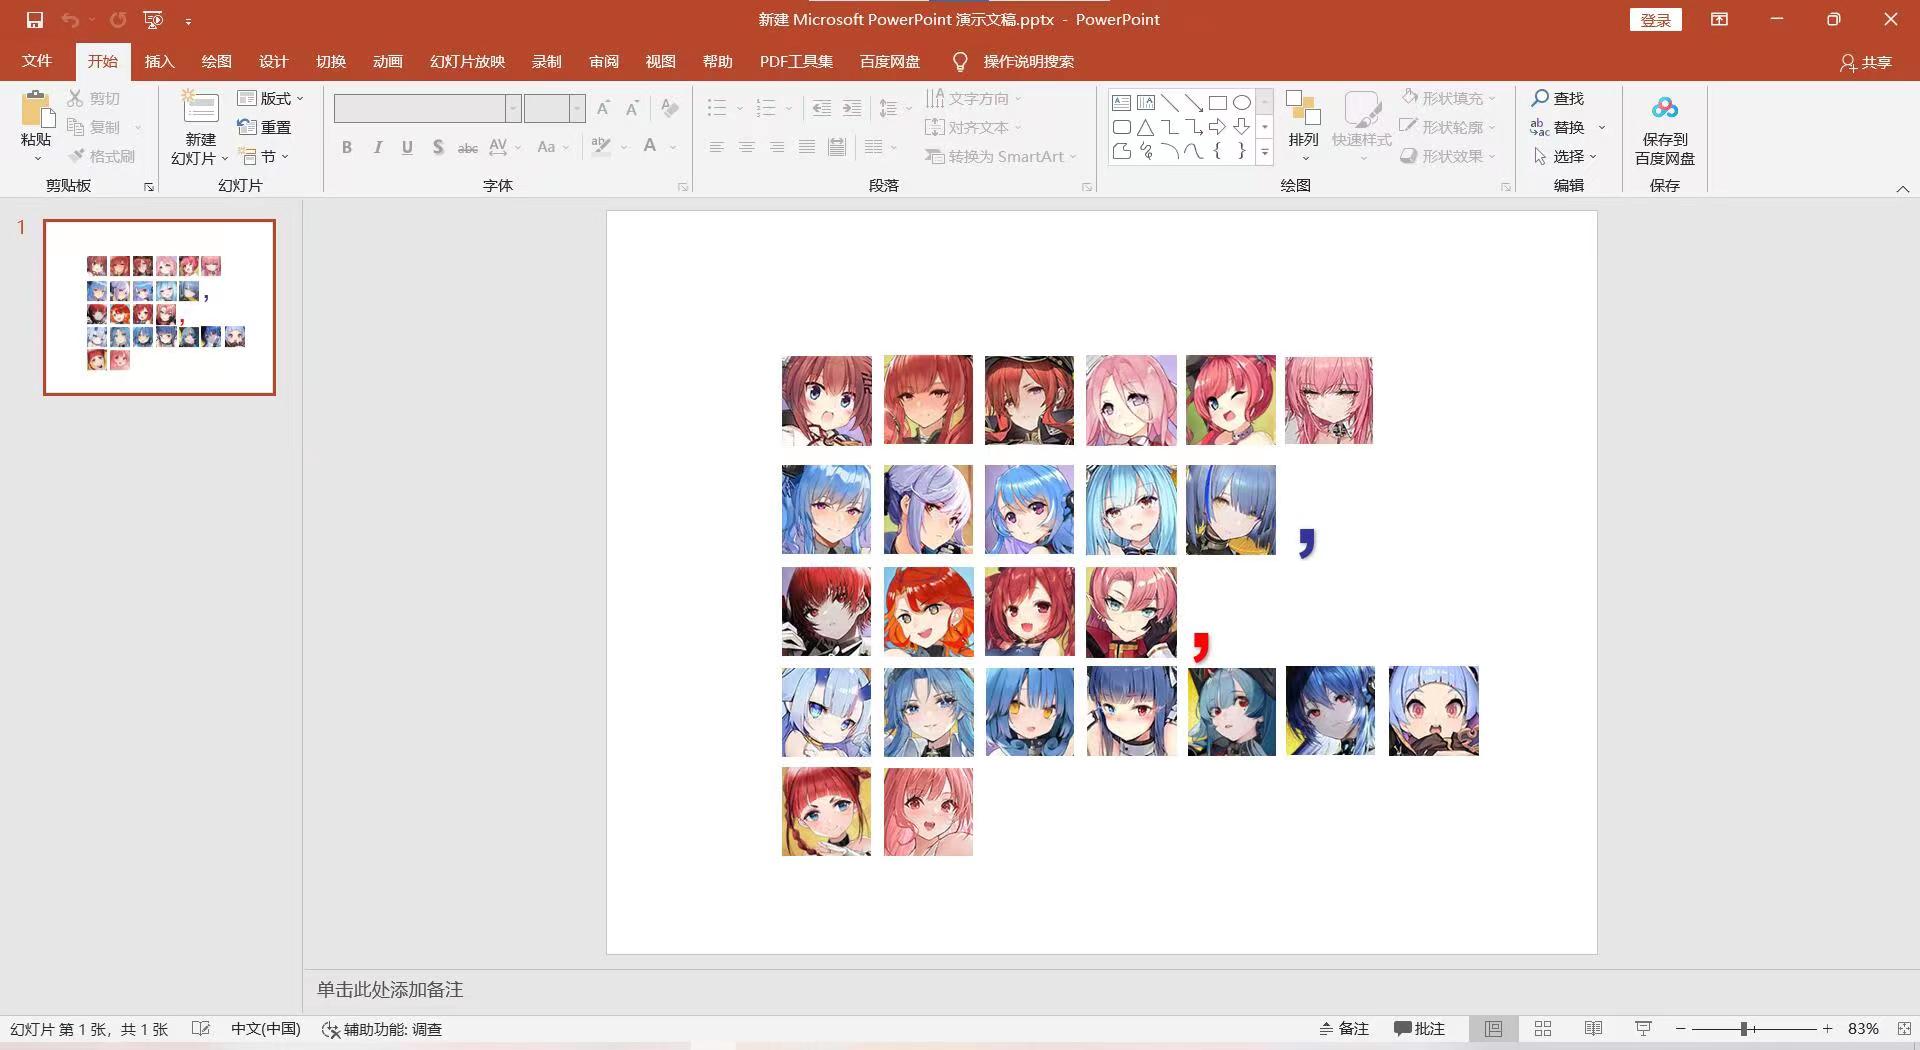 新建 Microsoft PowerPoint 演示文稿.pptx - PowerPoint
登录
文件 开始 插入 绘图 设计 切换 动画 幻灯片放映 录制 审阅 视图 帮助 PDF工具集 百度网盘 操作说明搜索
共享
粘贴
剪切
复制
格式刷
剪贴板
新建
幻灯片
版式
重置
节
幻灯片
B I U S abc AV Aa A
字体
文字方向
对齐文本
转换为 SmartArt
段落
排列
快速样式
形状填充
形状轮廓
形状效果
绘图
查找
替换
选择
编辑
保存到
百度网盘
保存
1
,
,
单击此处添加备注
幻灯片 第 1 张, 共 1 张 中文(中国) 辅助功能: 调查
备注 批注 83%